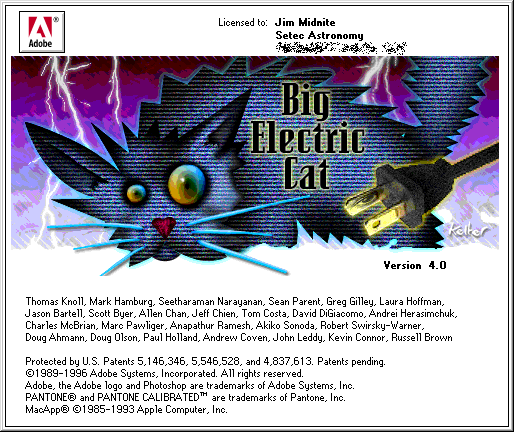 Adobe
Licensed to: Jim Midnite
Setec Astronomy
Big
Electric
Cat
Kelter
Version 4.0
Thomas Knoll, Mark Hamburg, Seetharaman Narayanan, Sean Parent, Greg Gilley, Laura Hoffman,
Jason Bartell, Scott Byer, Allen Chan, Jeff Chien, Tom Costa, David DiGiacomo, Andrei Herasimchuk,
Charles McBrian, Marc Pawliger, Anapathur Ramesh, Akiko Sonoda, Robert Swirsky-Warner,
Doug Ahmann, Doug Olson, Paul Holland, Andrew Coven, John Leddy, Kevin Connor, Russell Brown
Protected by U.S. Patents 5,146,346, 5,546,528, and 4,837,613. Patents pending.
©1989-1996 Adobe Systems, Incorporated. All rights reserved.
Adobe, the Adobe logo and Photoshop are trademarks of Adobe Systems, Inc.
PANTONE® and PANTONE CALIBRATED™ are trademarks of Pantone, Inc.
MacApp® ©1985-1993 Apple Computer, Inc.